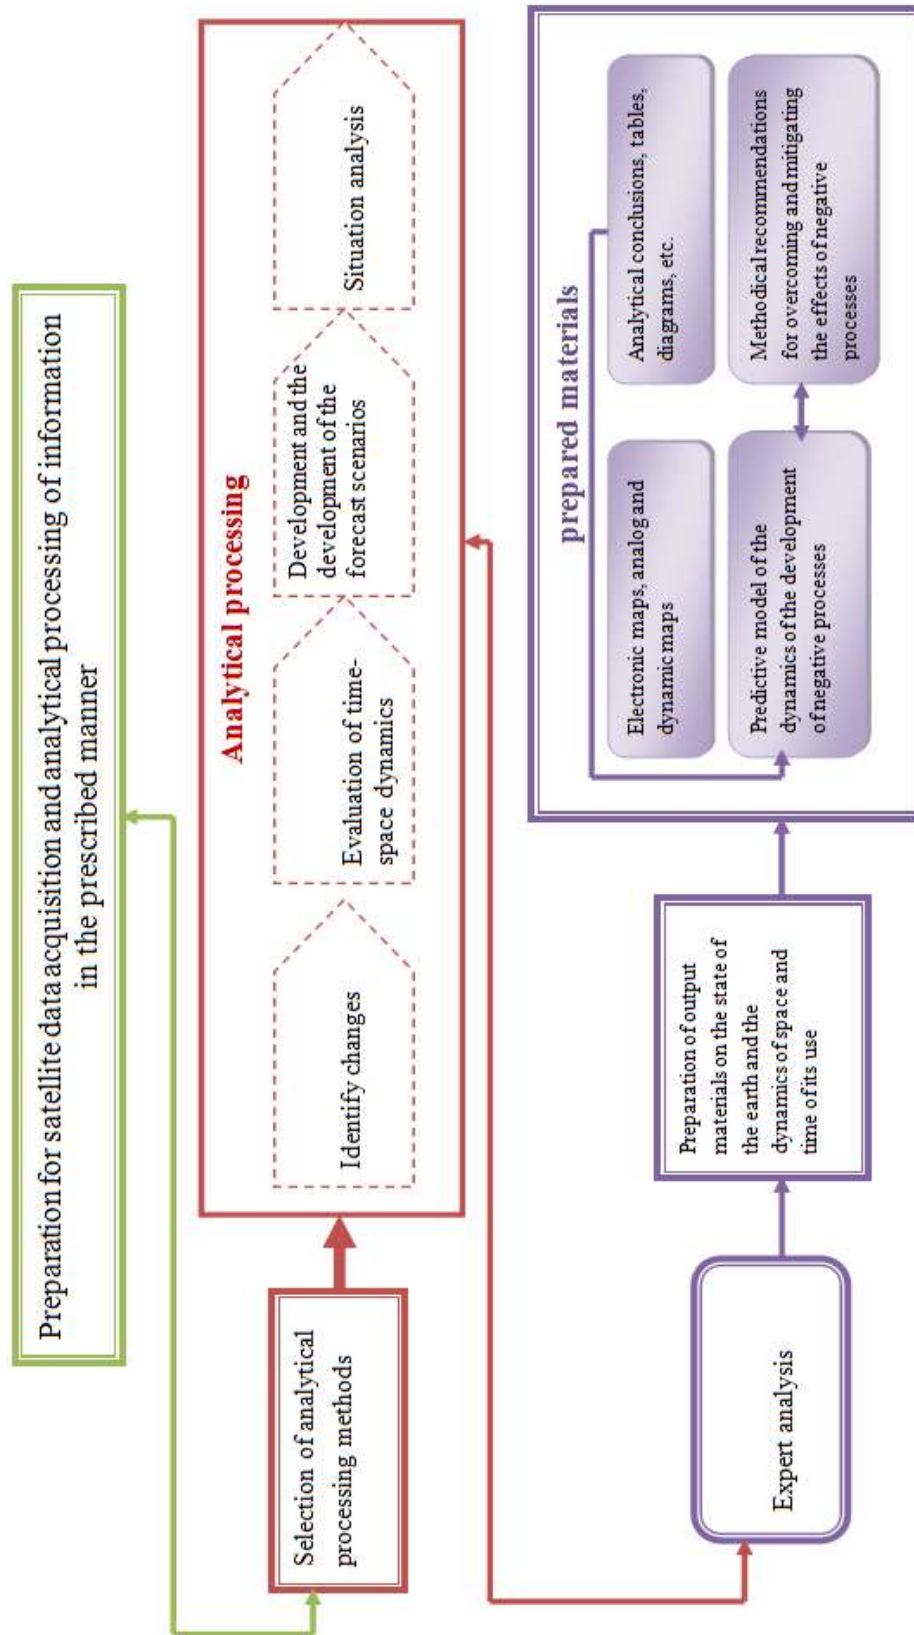 Preparation for satellite data acquisition and analytical processing of information
in the prescribed manner
Selection of analytical
processing methods
Analytical processing
Identify changes
Evaluation of time-
space dynamics
Development and the
development of the
forecast scenarios
Situation analysis
Expert analysis
Preparation of output
materials on the state of
the earth and the
dynamics of space and
time of its use
prepared materials
Electronic maps, analog and
dynamic maps
Analytical conclusions, tables,
diagrams, etc.
Predictive model of the
dynamics of the development
of negative processes
Methodical recommendations
for overcoming and mitigating
the effects of negative
processes